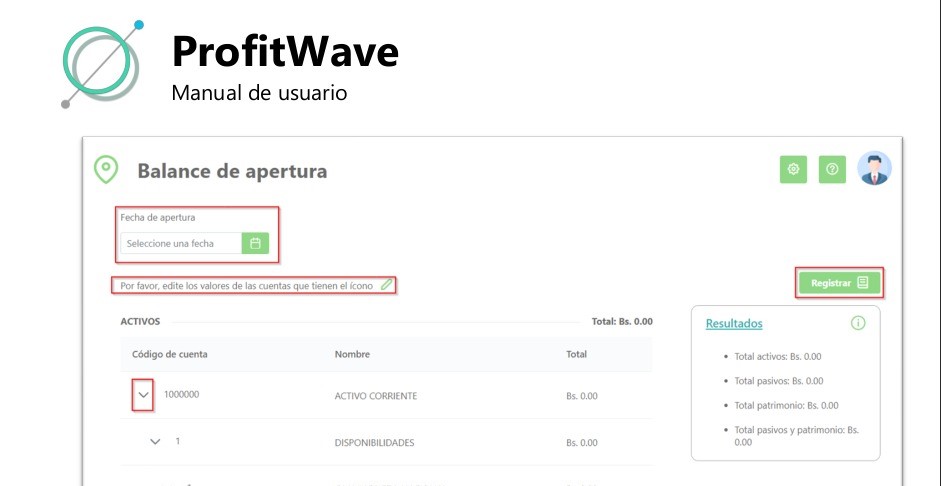 ProfitWave
Manual de usuario
Balance de apertura
Fecha de apertura
Seleccione una fecha
Por favor, edite los valores de las cuentas que tienen el ícono
Registrar
ACTIVOS Total: Bs. 0.00
Código de cuenta Nombre Total
1000000 ACTIVO CORRIENTE Bs. 0.00
1 DISPONIBILIDADES Bs. 0.00
Resultados
• Total activos: Bs. 0.00
• Total pasivos: Bs. 0.00
• Total patrimonio: Bs. 0.00
• Total pasivos y patrimonio: Bs.
0.00